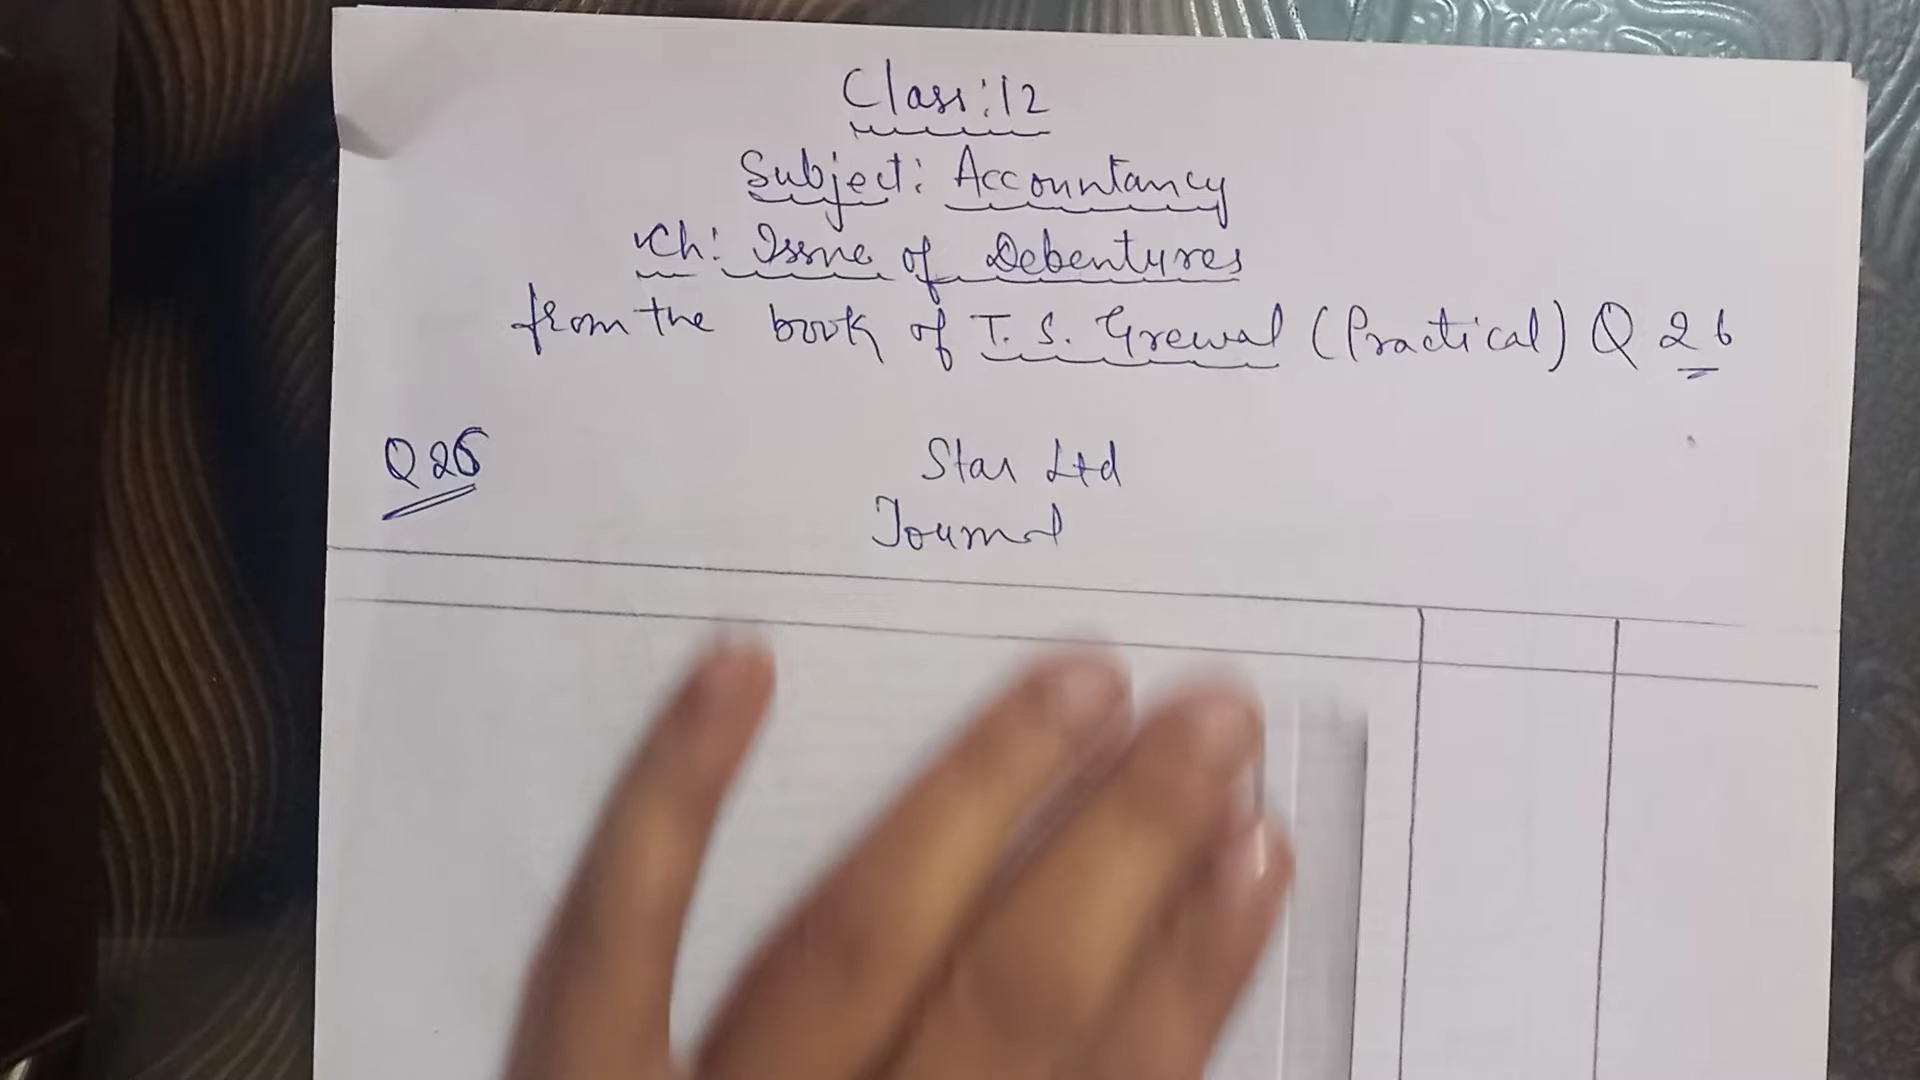 Class: 12
Subject: Accountancy
Ch: Issue of Debentures
from the book of T. S. Grewal (Practical) Q 26
Q 26
Star Ltd
Journal